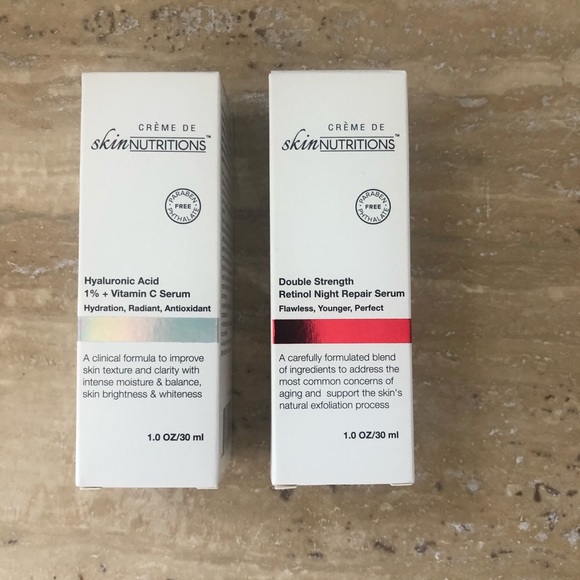 CRÈME DE
skinNUTRITIONS™
PARABEN
FREE
PHTHALATE
Hyaluronic Acid
1% + Vitamin C Serum
Hydration, Radiant, Antioxidant
A clinical formula to improve
skin texture and clarity with
intense moisture & balance,
skin brightness & whiteness
1.0 OZ/30 ml
CRÈME DE
skinNUTRITIONS™
PARABEN
FREE
PHTHALATE
Double Strength
Retinol Night Repair Serum
Flawless, Younger, Perfect
A carefully formulated blend
of ingredients to address the
most common concerns of
aging and support the skin's
natural exfoliation process
1.0 OZ/30 ml